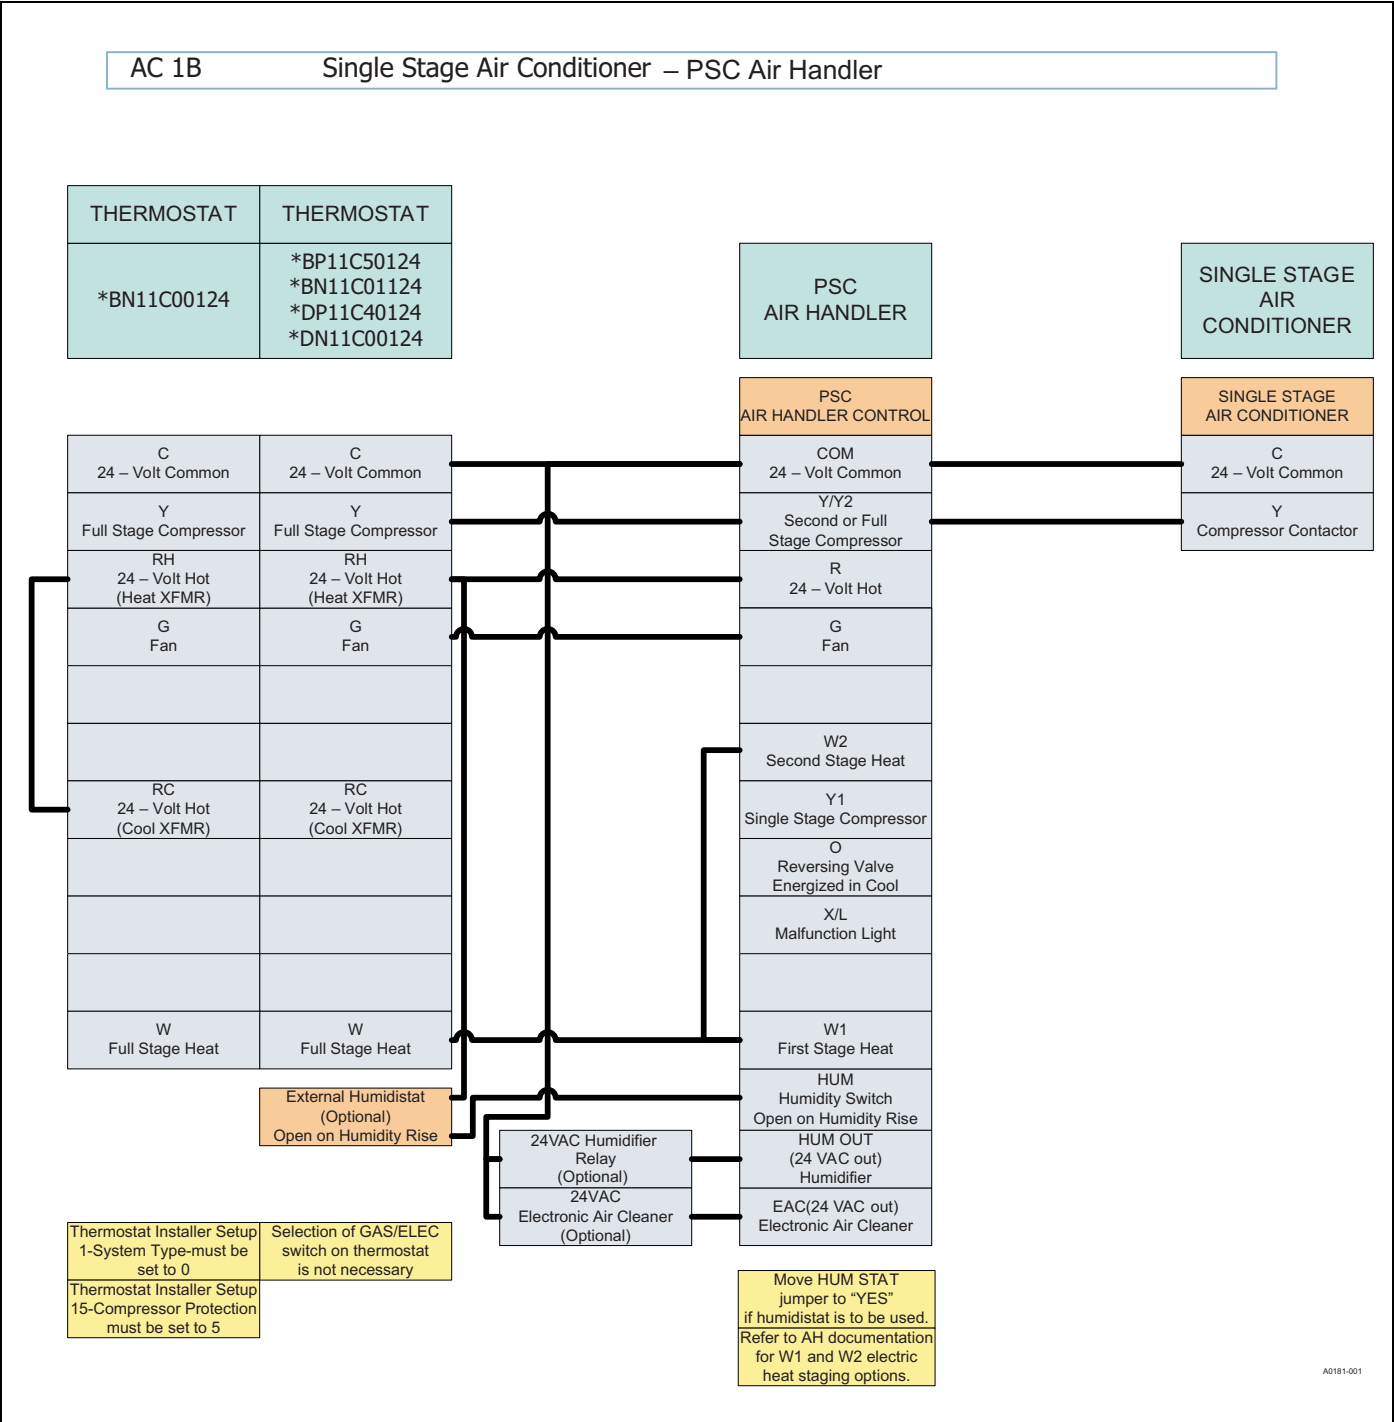 AC 1B Single Stage Air Conditioner – PSC Air Handler
THERMOSTAT
THERMOSTAT
*BN11C00124
*BP11C50124
*BN11C01124
*DP11C40124
*DN11C00124
PSC
AIR HANDLER
SINGLE STAGE
AIR
CONDITIONER
PSC
AIR HANDLER CONTROL
SINGLE STAGE
AIR CONDITIONER
C
24 – Volt Common
C
24 – Volt Common
COM
24 – Volt Common
C
24 – Volt Common
Y
Full Stage Compressor
Y
Full Stage Compressor
Y/Y2
Second or Full
Stage Compressor
Y
Compressor Contactor
RH
24 – Volt Hot
(Heat XFMR)
RH
24 – Volt Hot
(Heat XFMR)
R
24 – Volt Hot
G
Fan
G
Fan
G
Fan
W2
Second Stage Heat
RC
24 – Volt Hot
(Cool XFMR)
RC
24 – Volt Hot
(Cool XFMR)
Y1
Single Stage Compressor
O
Reversing Valve
Energized in Cool
X/L
Malfunction Light
W
Full Stage Heat
W
Full Stage Heat
W1
First Stage Heat
External Humidistat
(Optional)
Open on Humidity Rise
HUM
Humidity Switch
Open on Humidity Rise
24VAC Humidifier
Relay
(Optional)
HUM OUT
(24 VAC out)
Humidifier
24VAC
Electronic Air Cleaner
(Optional)
EAC(24 VAC out)
Electronic Air Cleaner
Thermostat Installer Setup
1-System Type-must be
set to 0
Selection of GAS/ELEC
switch on thermostat
is not necessary
Thermostat Installer Setup
15-Compressor Protection
must be set to 5
Move HUM STAT
jumper to “YES”
if humidistat is to be used.
Refer to AH documentation
for W1 and W2 electric
heat staging options.
A0181-001